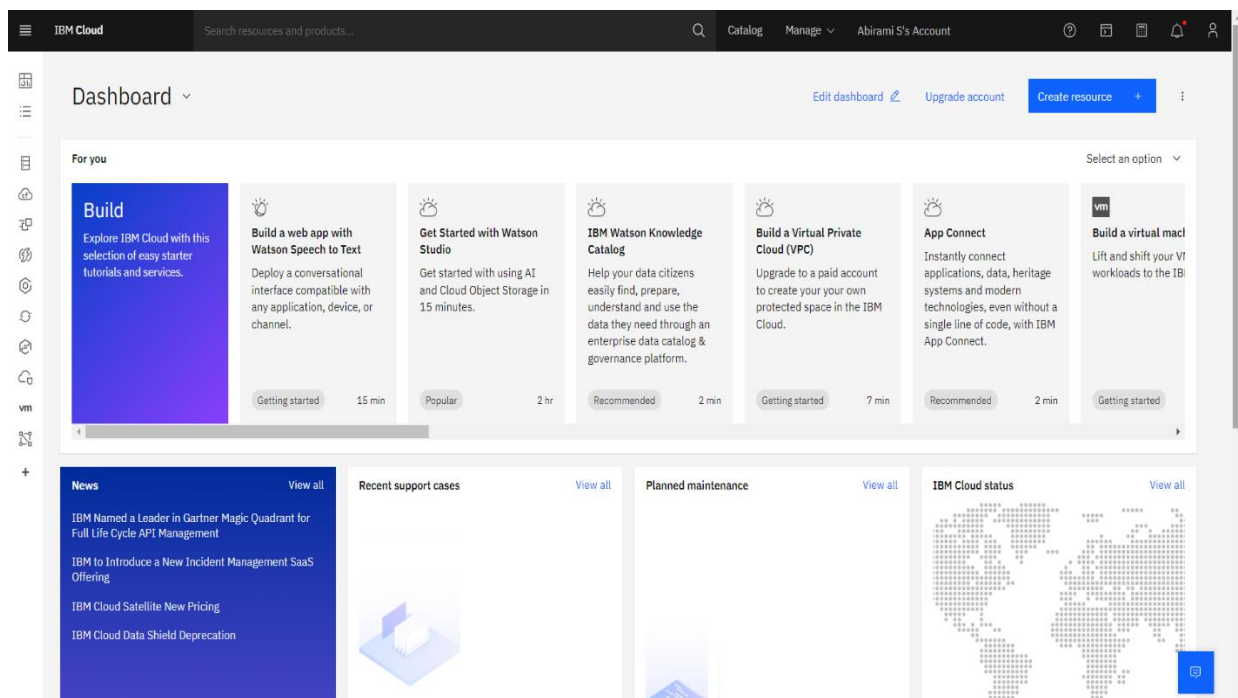 IBM Cloud
Search resources and products...
Catalog
Manage
Abirami S's Account
Dashboard
Edit dashboard
Upgrade account
Create resource +
For you
Select an option
Build
Explore IBM Cloud with this
selection of easy starter
tutorials and services.
Build a web app with
Watson Speech to Text
Deploy a conversational
interface compatible with
any application, device, or
channel.
Getting started
15 min
Get Started with Watson
Studio
Get started with using AI
and Cloud Object Storage in
15 minutes.
Popular
2 hr
IBM Watson Knowledge
Catalog
Help your data citizens
easily find, prepare,
understand and use the
data they need through an
enterprise data catalog &
governance platform.
Recommended
2 min
Build a Virtual Private
Cloud (VPC)
Upgrade to a paid account
to create your your own
protected space in the IBM
Cloud.
Getting started
7 min
App Connect
Instantly connect
applications, data, heritage
systems and modern
technologies, even without a
single line of code, with IBM
App Connect.
Recommended
2 min
vm
Build a virtual
Lift and shift your
workloads to the
Getting started
vm
News
View all
IBM Named a Leader in Gartner Magic Quadrant for
Full Life Cycle API Management
IBM to Introduce a New Incident Management SaaS
Offering
IBM Cloud Satellite New Pricing
IBM Cloud Data Shield Deprecation
Recent support cases
View all
Planned maintenance
View all
IBM Cloud status
View all